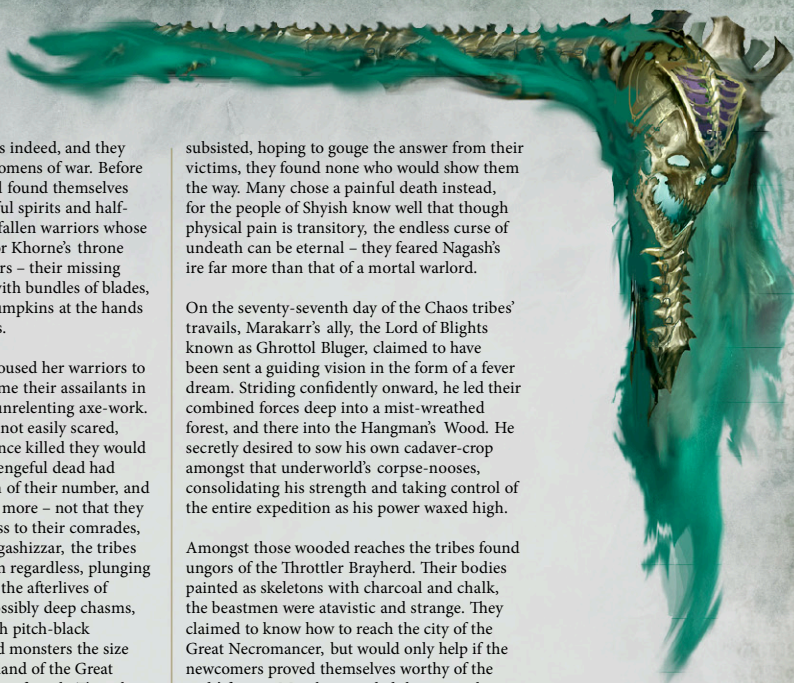 s indeed, and they
omens of war. Before
found themselves
ful spirits and half-
fallen warriors whose
or Khorne's throne
rs – their missing
with bundles of blades,
umpkins at the hands
s.
oused her warriors to
me their assailants in
unrelenting axe-work.
not easily scared,
nce killed they would
engeful dead had
of their number, and
more – not that they
ss to their comrades,
gashizzar, the tribes
n regardless, plunging
the afterlives of
ossibly deep chasms,
h pitch-black
d monsters the size
land of the Great
subsisted, hoping to gouge the answer from their
victims, they found none who would show them
the way. Many chose a painful death instead,
for the people of Shyish know well that though
physical pain is transitory, the endless curse of
undeath can be eternal – they feared Nagash's
ire far more than that of a mortal warlord.
On the seventy-seventh day of the Chaos tribes'
travails, Marakarr's ally, the Lord of Blights
known as Ghrottol Bluger, claimed to have
been sent a guiding vision in the form of a fever
dream. Striding confidently onward, he led their
combined forces deep into a mist-wreathed
forest, and there into the Hangman's Wood. He
secretly desired to sow his own cadaver-crop
amongst that underworld's corpse-nooses,
consolidating his strength and taking control of
the entire expedition as his power waxed high.
Amongst those wooded reaches the tribes found
ungors of the Throttler Brayherd. Their bodies
painted as skeletons with charcoal and chalk,
the beastmen were atavistic and strange. They
claimed to know how to reach the city of the
Great Necromancer, but would only help if the
newcomers proved themselves worthy of the